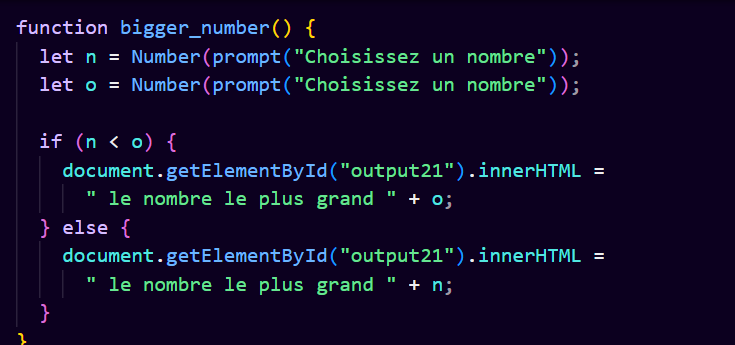 function bigger_number() {
  let n = Number(prompt("Choisissez un nombre"));
  let o = Number(prompt("Choisissez un nombre"));

  if (n < o) {
    document.getElementById("output21").innerHTML =
      " le nombre le plus grand " + o;
  } else {
    document.getElementById("output21").innerHTML =
      " le nombre le plus grand " + n;
  }
}